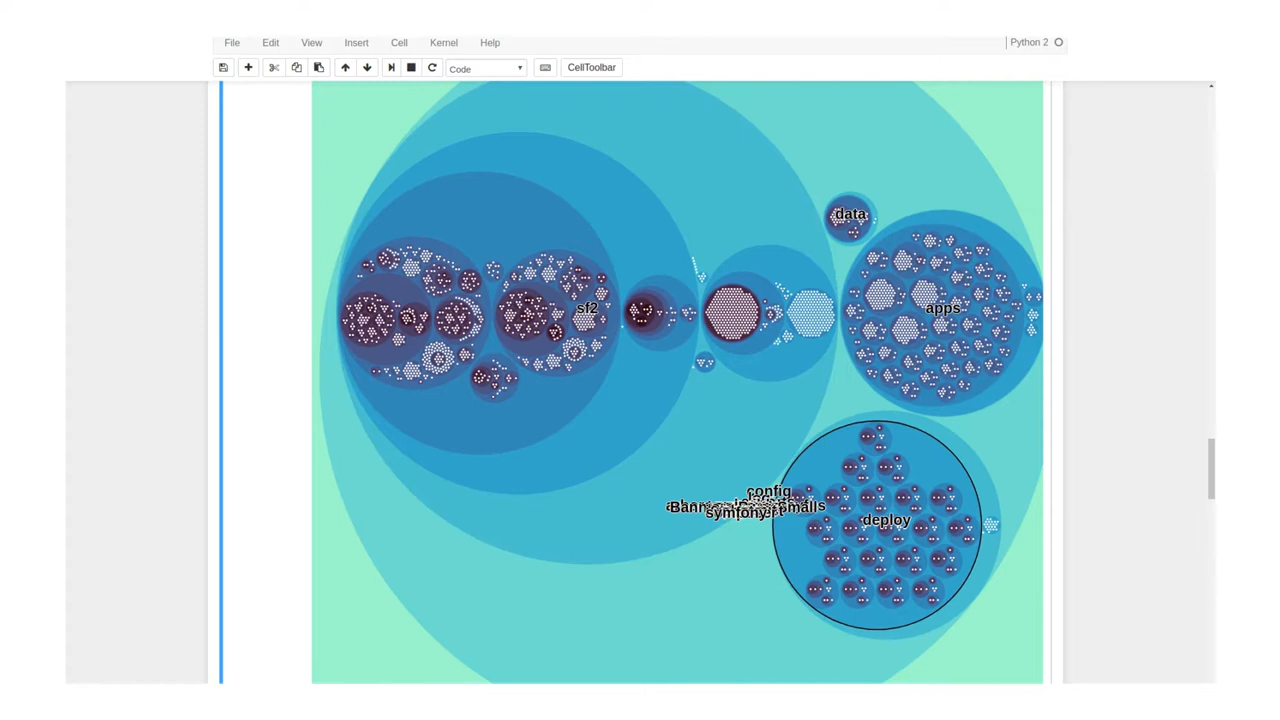 File Edit View Insert Cell Kernel Help Python 2
Code CellToolbar
data
sf2
apps
config
symfony
deploy